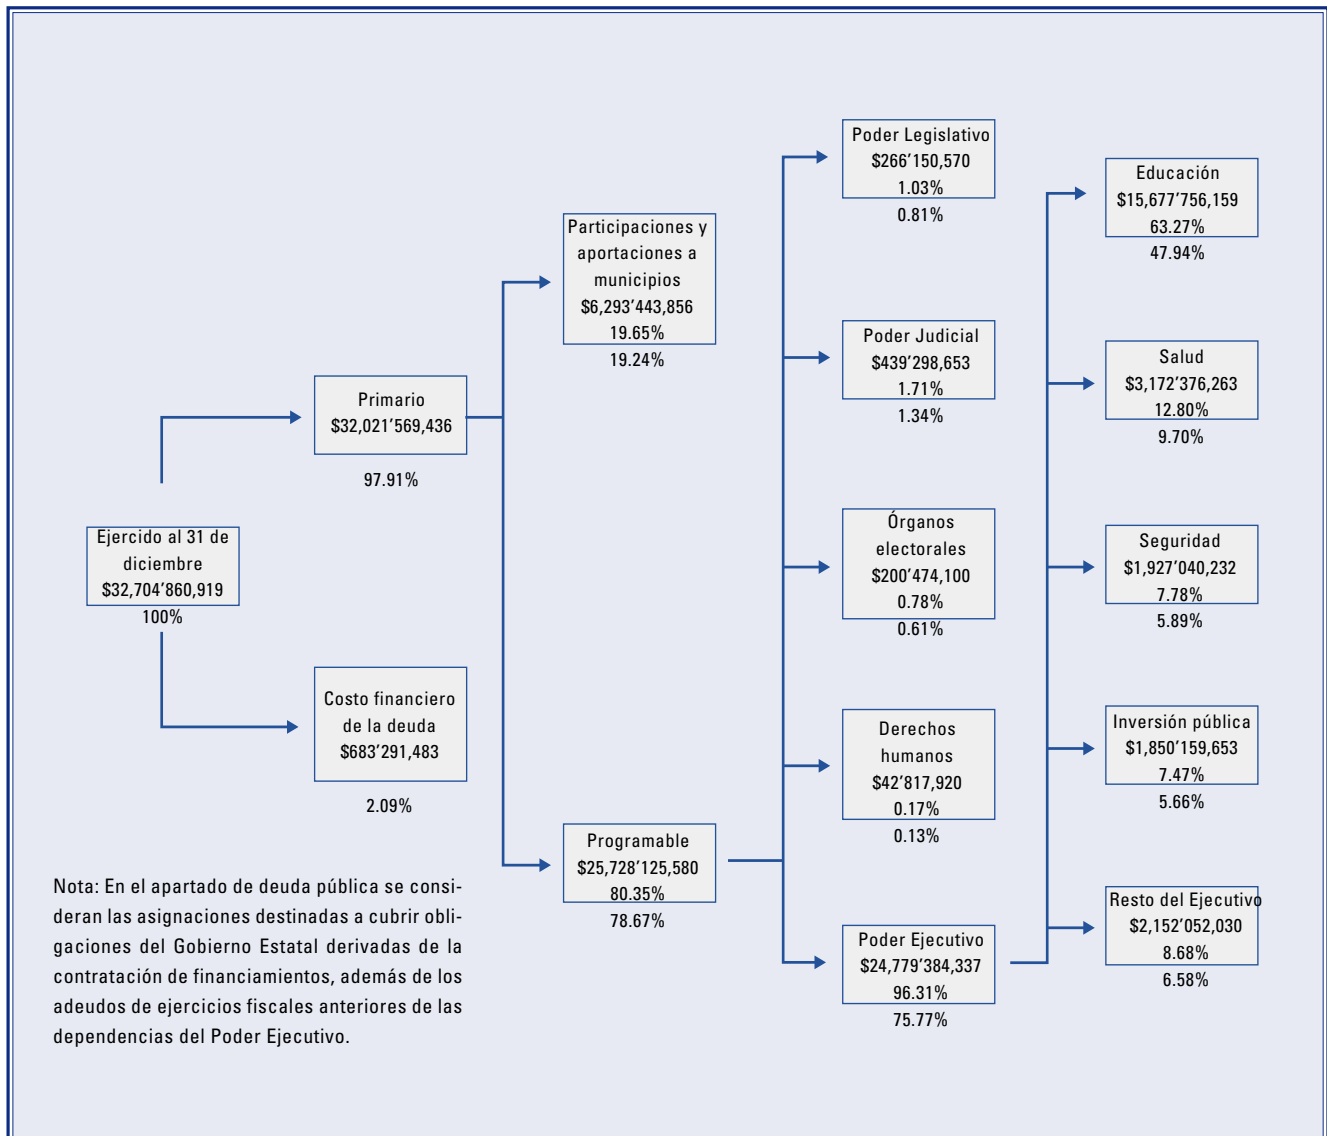 Ejercido al 31 de
diciembre
$32,704’860,919
100%
Primario
$32,021’569,436
97.91%
Costo financiero
de la deuda
$683’291,483
2.09%
Participaciones y
aportaciones a
municipios
$6,293’443,856
19.65%
19.24%
Programable
$25,728’125,580
80.35%
78.67%
Poder Legislativo
$266’150,570
1.03%
0.81%
Poder Judicial
$439’298,653
1.71%
1.34%
Órganos
electorales
$200’474,100
0.78%
0.61%
Derechos
humanos
$42’817,920
0.17%
0.13%
Poder Ejecutivo
$24,779’384,337
96.31%
75.77%
Educación
$15,677’756,159
63.27%
47.94%
Salud
$3,172’376,263
12.80%
9.70%
Seguridad
$1,927’040,232
7.78%
5.89%
Inversión pública
$1,850’159,653
7.47%
5.66%
Resto del Ejecutivo
$2,152’052,030
8.68%
6.58%
Nota: En el apartado de deuda pública se consi-
deran las asignaciones destinadas a cubrir obli-
gaciones del Gobierno Estatal derivadas de la
contratación de financiamientos, además de los
adeudos de ejercicios fiscales anteriores de las
dependencias del Poder Ejecutivo.